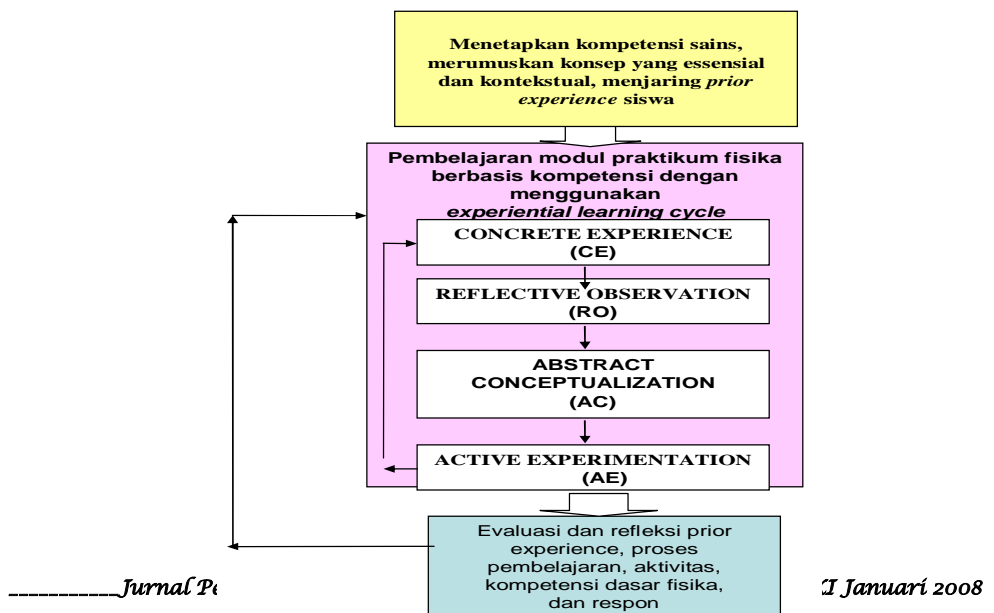 Menetapkan kompetensi sains,
merumuskan konsep yang essensial
dan kontekstual, menjaring prior
experience siswa
Pembelajaran modul praktikum fisika
berbasis kompetensi dengan
menggunakan
experiential learning cycle
CONCRETE EXPERIENCE
(CE)
REFLECTIVE OBSERVATION
(RO)
ABSTRACT
CONCEPTUALIZATION
(AC)
ACTIVE EXPERIMENTATION
(AE)
Evaluasi dan refleksi prior
experience, proses
pembelajaran, aktivitas,
kompetensi dasar fisika,
dan respon
___________Jurnal Januari 2008